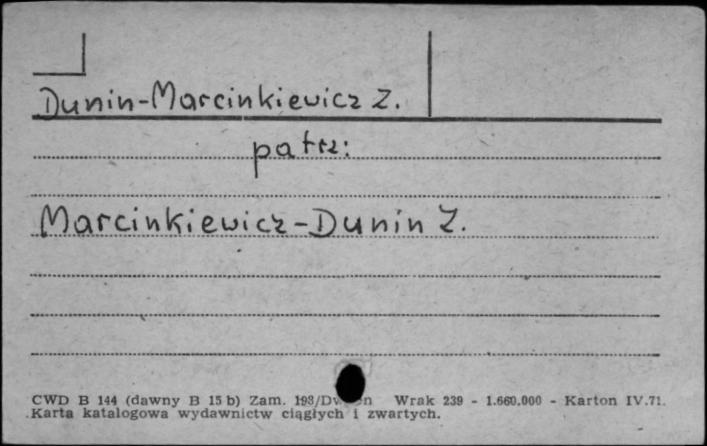 Dunin-Marcinkiewicz Z.
patrz:
Marcinkiewicz-Dunin Z.
CWD B 144 (dawny B 15 b) Zam. Wrak 239 - 1.660.000 - Karton IV.71.
Karta katalogowa wydawnictw ciągłych i zwartych.